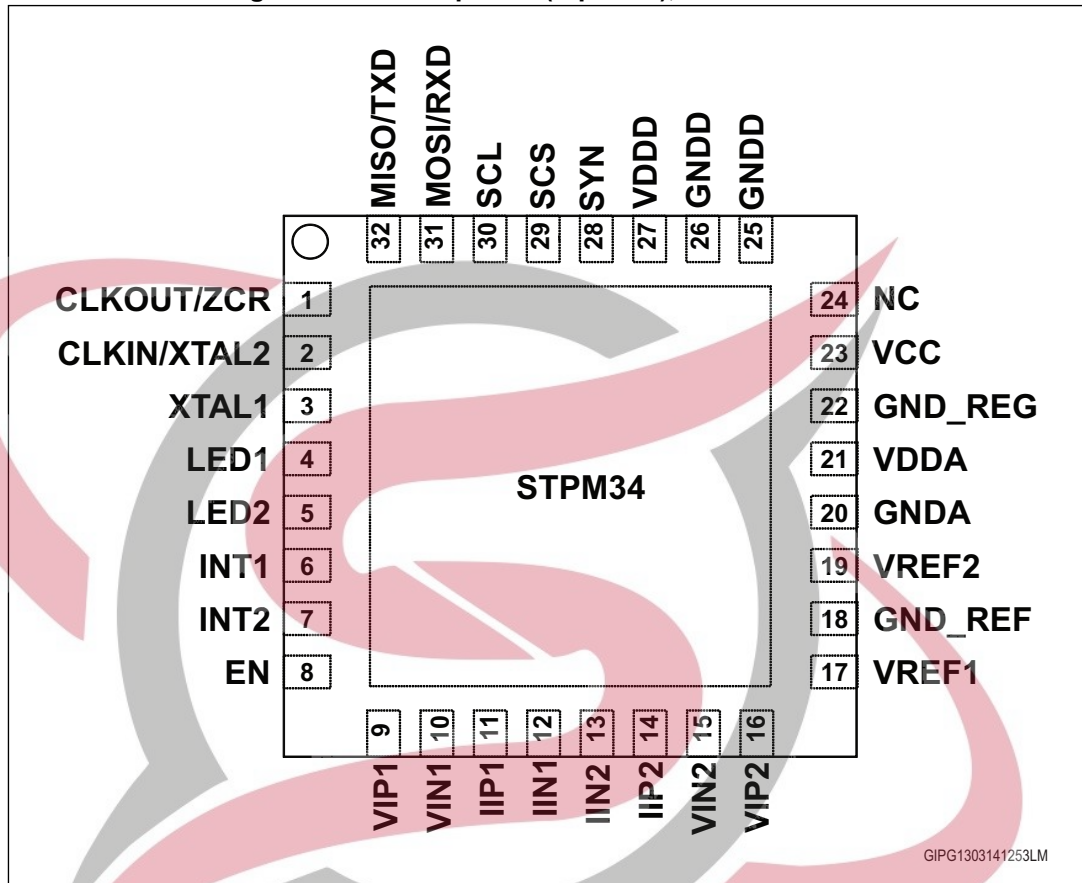 MISO/TXD
MOSI/RXD
SCL
SCS
SYN
VDDD
GNDD
GNDD
32
31
30
29
28
27
26
25
CLKOUT/ZCR 1
CLKIN/XTAL2 2
XTAL1 3
LED1 4
LED2 5
INT1 6
INT2 7
EN 8
STPM34
24 NC
23 VCC
22 GND_REG
21 VDDA
20 GNDA
19 VREF2
18 GND_REF
17 VREF1
9
10
11
12
13
14
15
16
VIP1
VIN1
IIP1
IIN1
IIN2
IIP2
VIN2
VIP2
GIPG1303141253LM